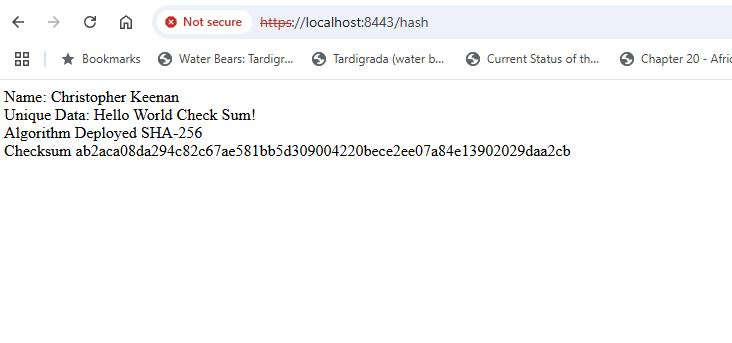 Not secure https://localhost:8443/hash
Bookmarks Water Bears: Tardigr... Tardigrada (water b... Current Status of th... Chapter 20 - Afri
Name: Christopher Keenan
Unique Data: Hello World Check Sum!
Algorithm Deployed SHA-256
Checksum ab2aca08da294c82c67ae581bb5d309004220bece2ee07a84e13902029daa2cb